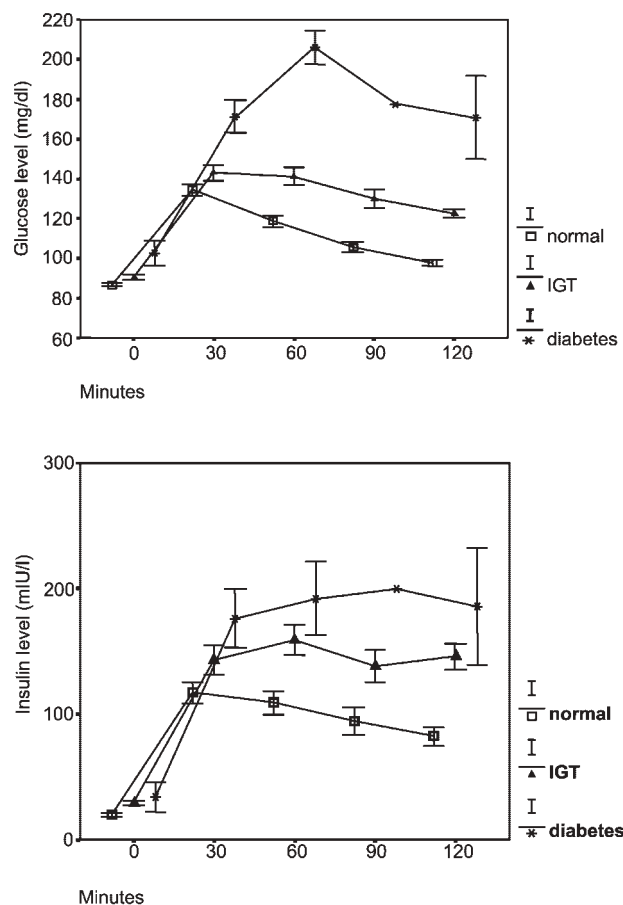 220
200
180
160
140
120
100
80
60
Glucose level (mg/dl)
0 30 60 90 120
Minutes
normal
IGT
diabetes
300
200
100
0
Insulin level (mIU/l)
0 30 60 90 120
Minutes
normal
IGT
diabetes